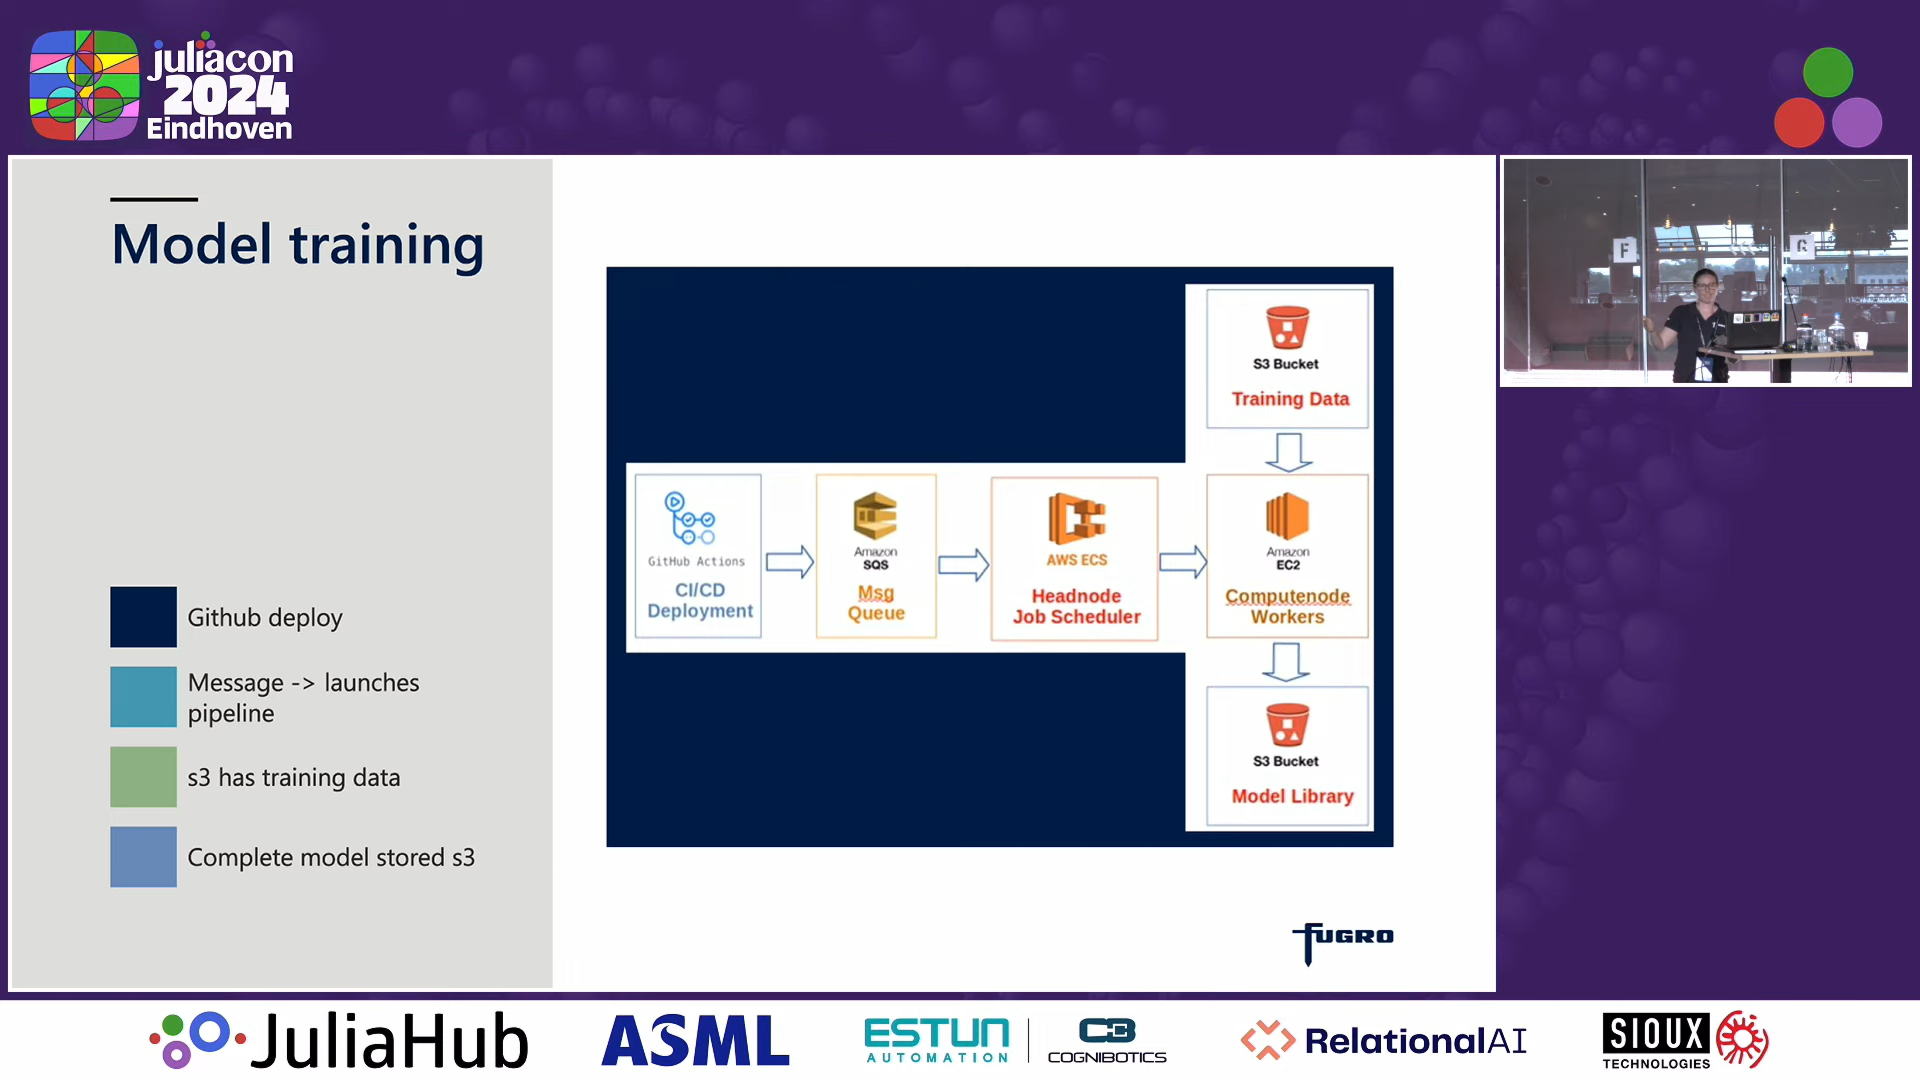 juliacon
2024
Eindhoven
Model training
Github deploy
Message -> launches
pipeline
s3 has training data
Complete model stored s3
S3 Bucket
Training Data
GitHub Actions
CI/CD
Deployment
Amazon
SQS
Msg
Queue
AWS ECS
Headnode
Job Scheduler
Amazon
EC2
Computenode
Workers
S3 Bucket
Model Library
FUGRO
F
G
JuliaHub
ASML
ESTUN
AUTOMATION
COGNIBOTICS
RelationalAI
SIOUX
TECHNOLOGIES